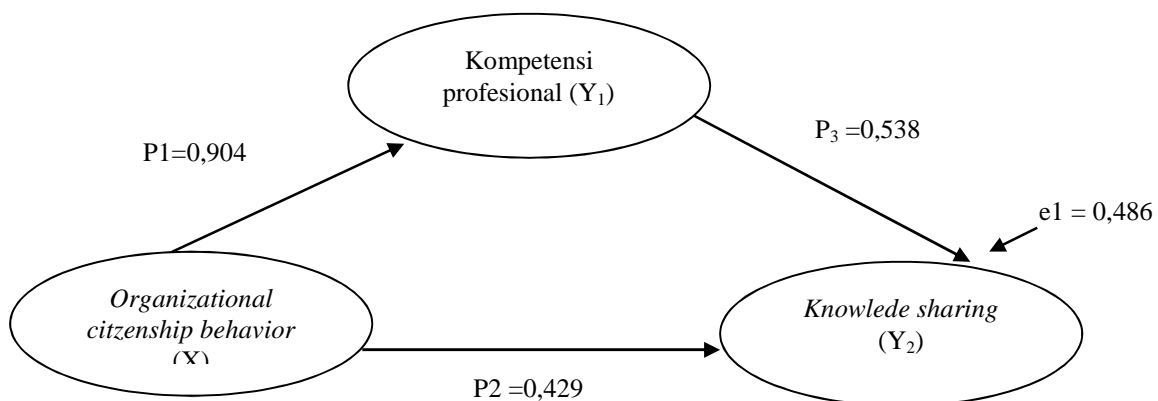 Kompetensi
profesional (Y₁)
P1=0,904
P₃ =0,538
e1 = 0,486
Organizational
citzenship behavior
(X)
Knowlede sharing
(Y₂)
P2 =0,429